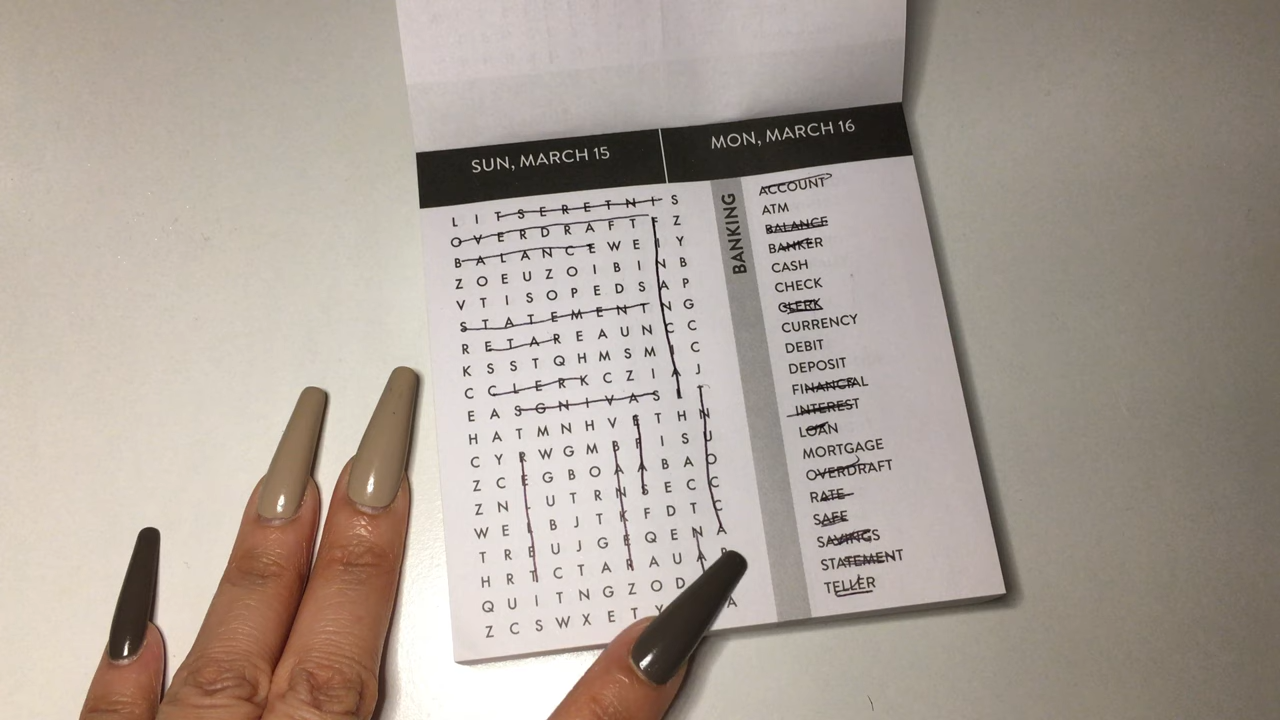 SUN, MARCH 15
MON, MARCH 16
L I T S E R E T N I S
O V E R D R A F T F Z
B A L A N C E W E I Y
Z O E U Z O I B I N B
V T I S O P E D S A P
S T A T E M E N T N G
R E T A R E A U N C C
K S S T Q H M S M I C
C C L E R K C Z I A J
E A S G N I V A S L T
H A T M N H V E T H N
C Y R W G M B F I S U
Z C E G B O A A B A O
Z N L U T R N S E C C
W E L B J T K F D T C
T R E U J G E Q E N A
H R T C T A R A U A
Q U I T N G Z O D
Z C S W X E T Y A
BANKING
ACCOUNT
ATM
BALANCE
BANKER
CASH
CHECK
CLERK
CURRENCY
DEBIT
DEPOSIT
FINANCIAL
INTEREST
LOAN
MORTGAGE
OVERDRAFT
RATE
SAFE
SAVINGS
STATEMENT
TELLER